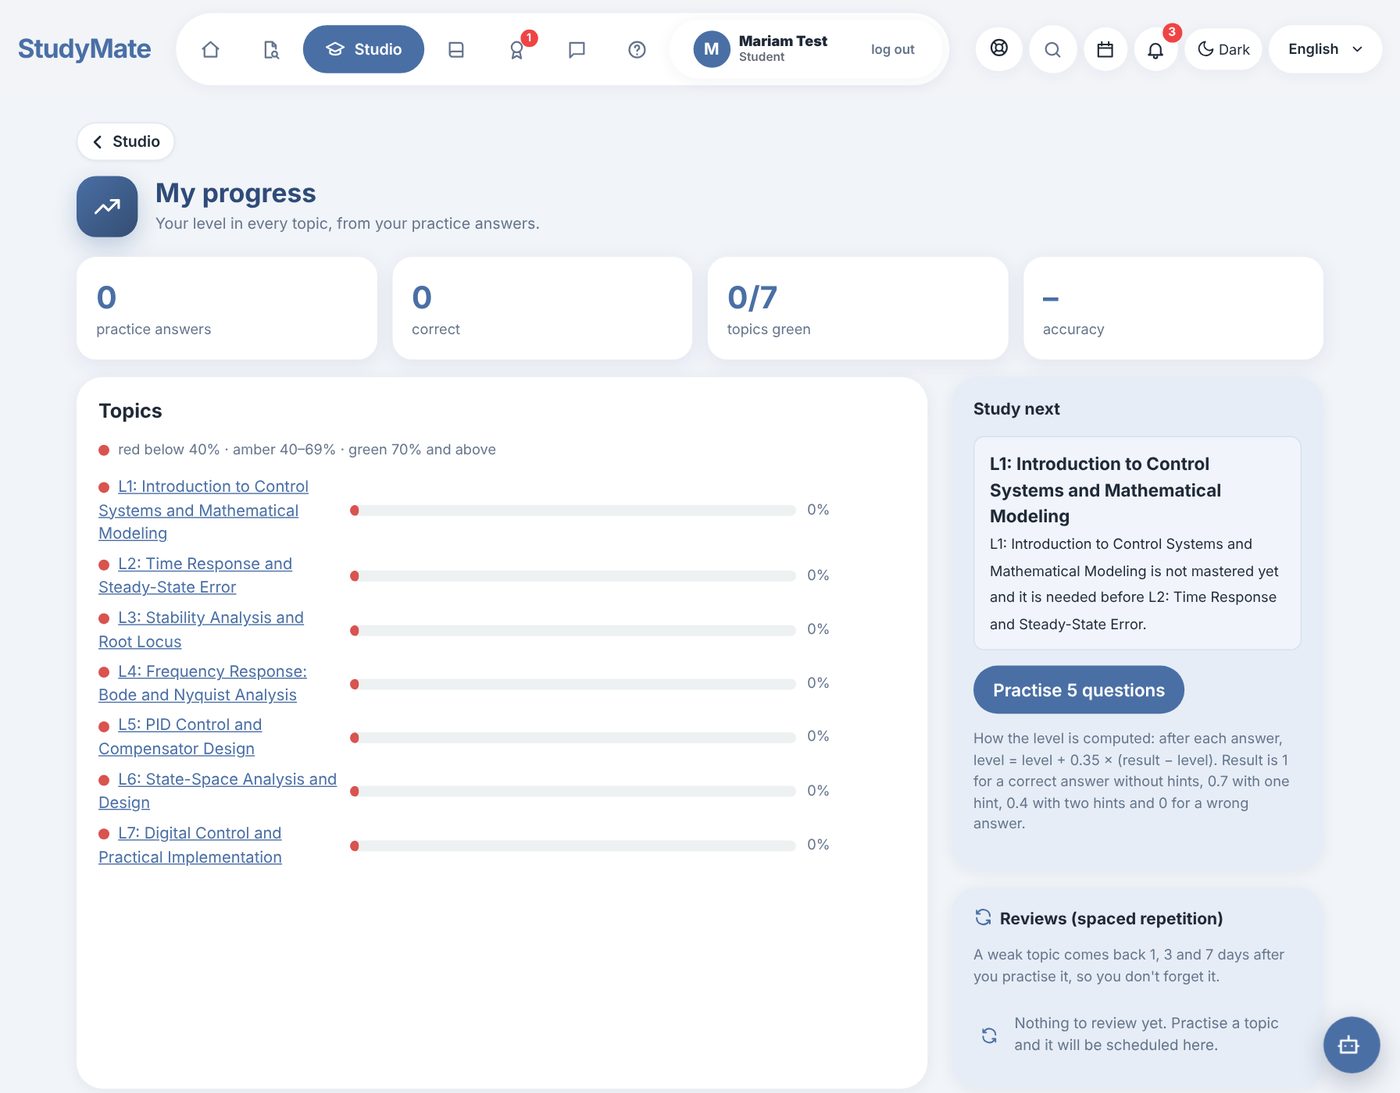 StudyMate
Studio
1
M
Mariam Test
Student
log out
3
Dark
English
Studio
My progress
Your level in every topic, from your practice answers.
0
practice answers
0
correct
0/7
topics green
–
accuracy
Topics
red below 40% · amber 40–69% · green 70% and above
L1: Introduction to Control
Systems and Mathematical
Modeling
0%
L2: Time Response and
Steady-State Error
0%
L3: Stability Analysis and
Root Locus
0%
L4: Frequency Response:
Bode and Nyquist Analysis
0%
L5: PID Control and
Compensator Design
0%
L6: State-Space Analysis and
Design
0%
L7: Digital Control and
Practical Implementation
0%
Study next
L1: Introduction to Control
Systems and Mathematical
Modeling
L1: Introduction to Control Systems and
Mathematical Modeling is not mastered yet
and it is needed before L2: Time Response
and Steady-State Error.
Practise 5 questions
How the level is computed: after each answer,
level = level + 0.35 × (result − level). Result is 1
for a correct answer without hints, 0.7 with one
hint, 0.4 with two hints and 0 for a wrong
answer.
Reviews (spaced repetition)
A weak topic comes back 1, 3 and 7 days after
you practise it, so you don't forget it.
Nothing to review yet. Practise a topic
and it will be scheduled here.